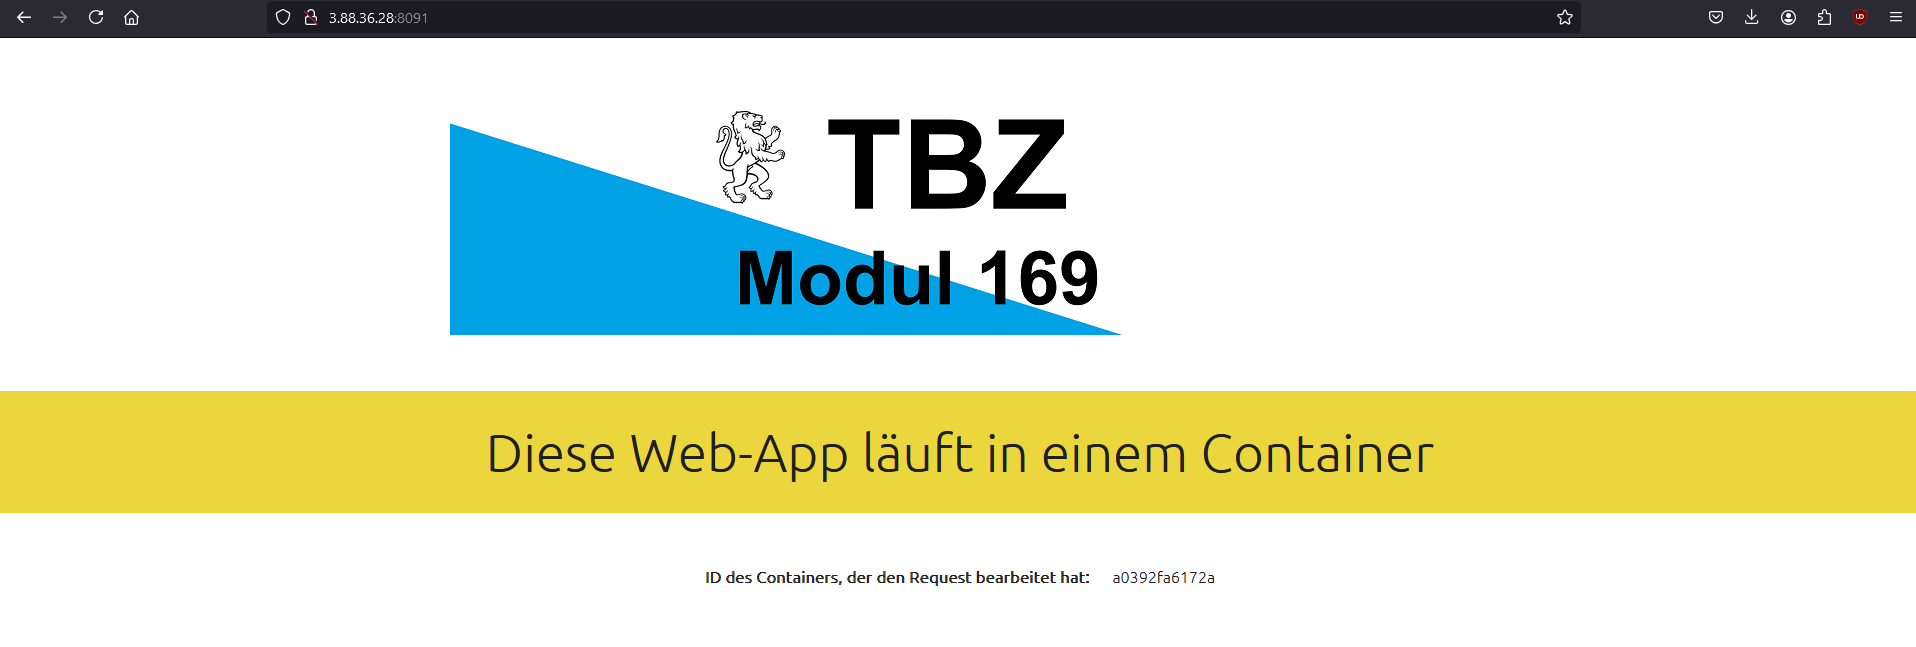 3.88.36.28:8091
TBZ
Modul 169
Diese Web-App läuft in einem Container
ID des Containers, der den Request bearbeitet hat: a0392fa6172a